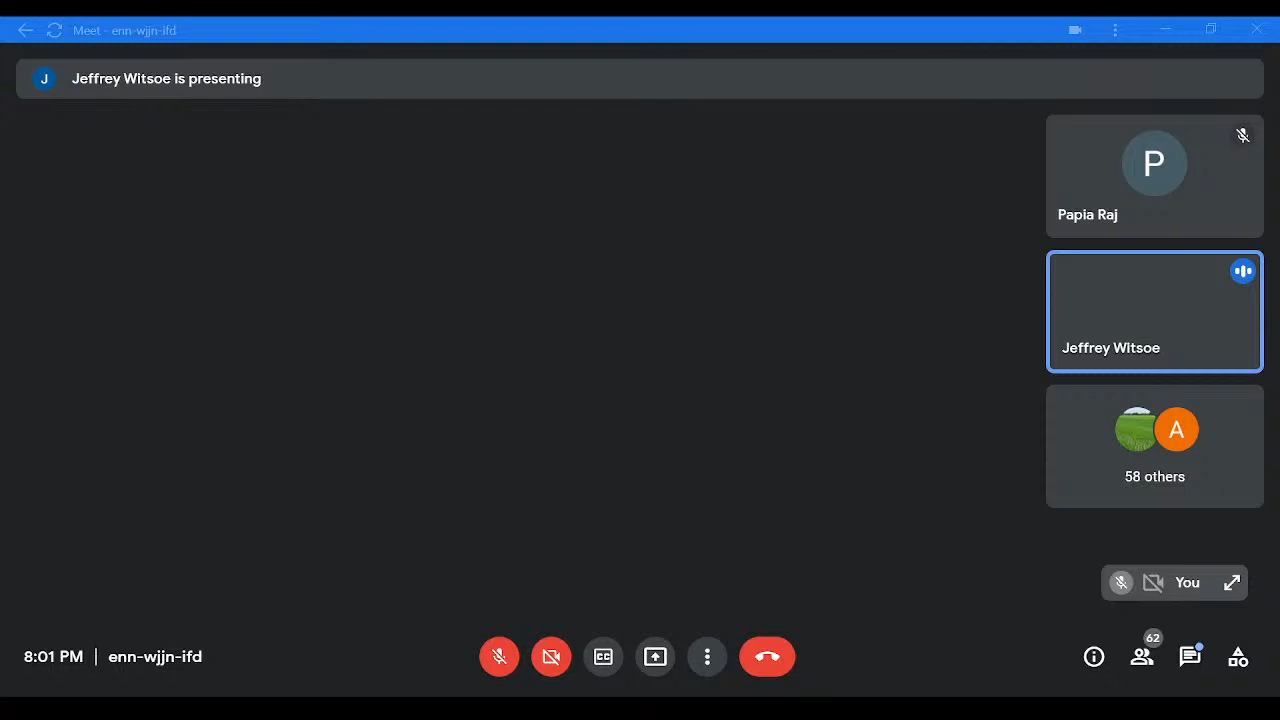 Meet - enn-wjjn-ifd
J Jeffrey Witsoe is presenting
P
Papia Raj
Jeffrey Witsoe
A
58 others
You
8:01 PM | enn-wjjn-ifd
CC
62